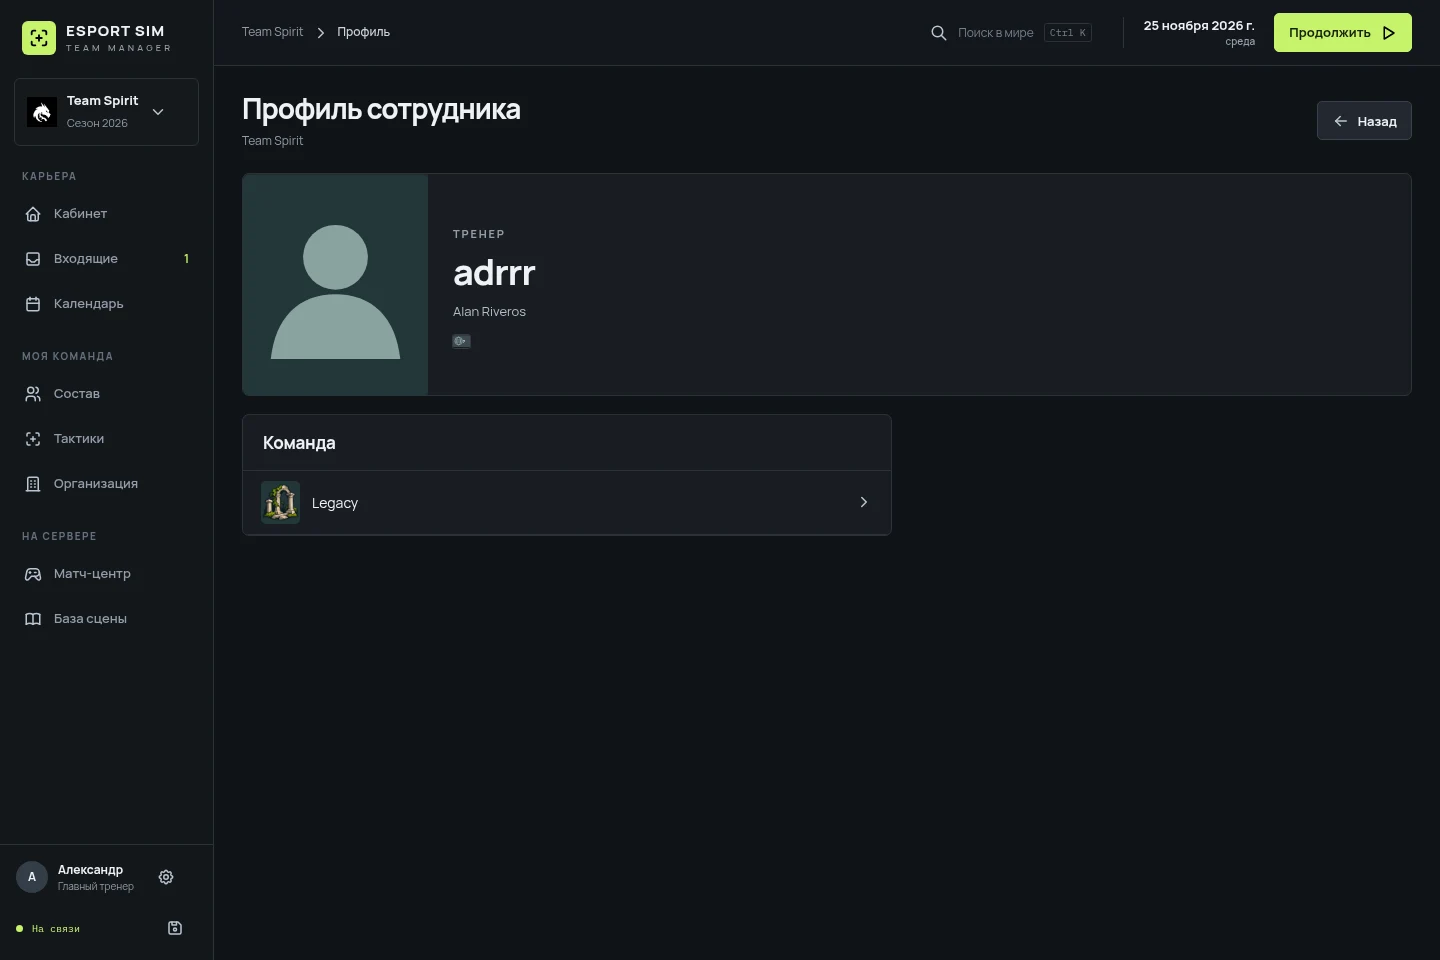 ESPORT SIM
TEAM MANAGER
Team Spirit
Сезон 2026
КАРЬЕРА
Кабинет
Входящие 1
Календарь
МОЯ КОМАНДА
Состав
Тактики
Организация
НА СЕРВЕРЕ
Матч-центр
База сцены
А Александр
Главный тренер
На связи
Team Spirit Профиль
Поиск в мире Ctrl K
25 ноября 2026 г.
среда
Продолжить
Профиль сотрудника
Team Spirit
Назад
ТРЕНЕР
adrrr
Alan Riveros
Команда
Legacy